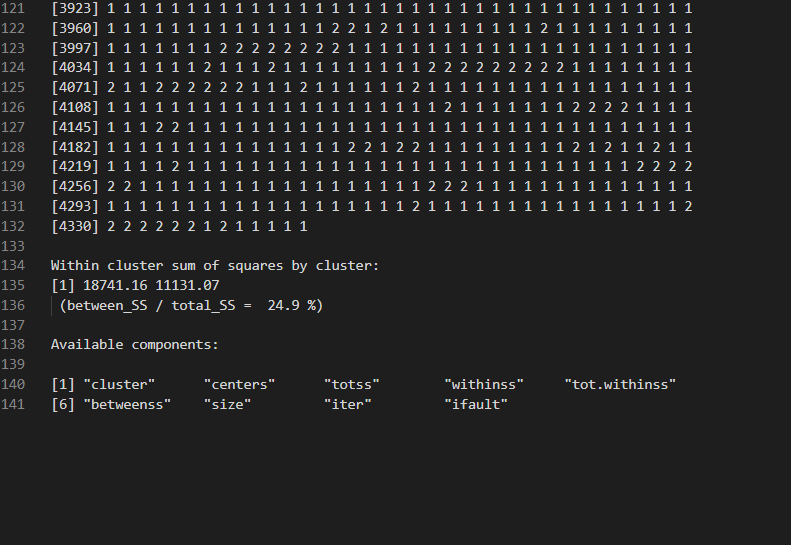 121 [3923] 1 1 1 1 1 1 1 1 1 1 1 1 1 1 1 1 1 1 1 1 1 1 1 1 1 1 1 1 1 1 1 1 1 1 1 1 1
122 [3960] 1 1 1 1 1 1 1 1 1 1 1 1 1 1 2 2 1 2 1 1 1 1 1 1 1 1 1 2 1 1 1 1 1 1 1 1 1
123 [3997] 1 1 1 1 1 1 1 2 2 2 2 2 2 2 2 1 1 1 1 1 1 1 1 1 1 1 1 1 1 1 1 1 1 1 1 1 1
124 [4034] 1 1 1 1 1 1 2 1 1 1 2 1 1 1 1 1 1 1 1 1 2 2 2 2 2 2 2 2 2 1 1 1 1 1 1 1 1
125 [4071] 2 1 1 2 2 2 2 2 2 1 1 1 2 1 1 1 1 1 1 2 1 1 1 1 1 1 1 1 1 1 1 1 1 1 1 1 1
126 [4108] 1 1 1 1 1 1 1 1 1 1 1 1 1 1 1 1 1 1 1 1 1 2 1 1 1 1 1 1 1 2 2 2 2 1 1 1 1
127 [4145] 1 1 1 2 2 1 1 1 1 1 1 1 1 1 1 1 1 1 1 1 1 1 1 1 1 1 1 1 1 1 1 1 1 1 1 1 1
128 [4182] 1 1 1 1 1 1 1 1 1 1 1 1 1 1 1 2 2 1 2 2 1 1 1 1 1 1 1 1 1 2 1 2 1 1 2 1 1
129 [4219] 1 1 1 1 2 1 1 1 1 1 1 1 1 1 1 1 1 1 1 1 1 1 1 1 1 1 1 1 1 1 1 1 1 2 2 2 2
130 [4256] 2 2 1 1 1 1 1 1 1 1 1 1 1 1 1 1 1 1 1 1 2 2 2 1 1 1 1 1 1 1 1 1 1 1 1 1 1
131 [4293] 1 1 1 1 1 1 1 1 1 1 1 1 1 1 1 1 1 1 1 2 1 1 1 1 1 1 1 1 1 1 1 1 1 1 1 1 2
132 [4330] 2 2 2 2 2 2 1 2 1 1 1 1 1
133
134 Within cluster sum of squares by cluster:
135 [1] 18741.16 11131.07
136 (between_SS / total_SS =  24.9 %)
137
138 Available components:
139
140 [1] "cluster"      "centers"      "totss"        "withinss"     "tot.withinss"
141 [6] "betweenss"    "size"         "iter"         "ifault"